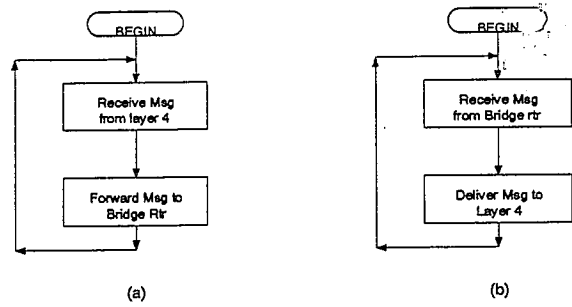 BEGIN
Receive Msg
from layer 4
Forward Msg to
Bridge Rtr
(a)
BEGIN
Receive Msg
from Bridge rtr
Deliver Msg to
Layer 4
(b)